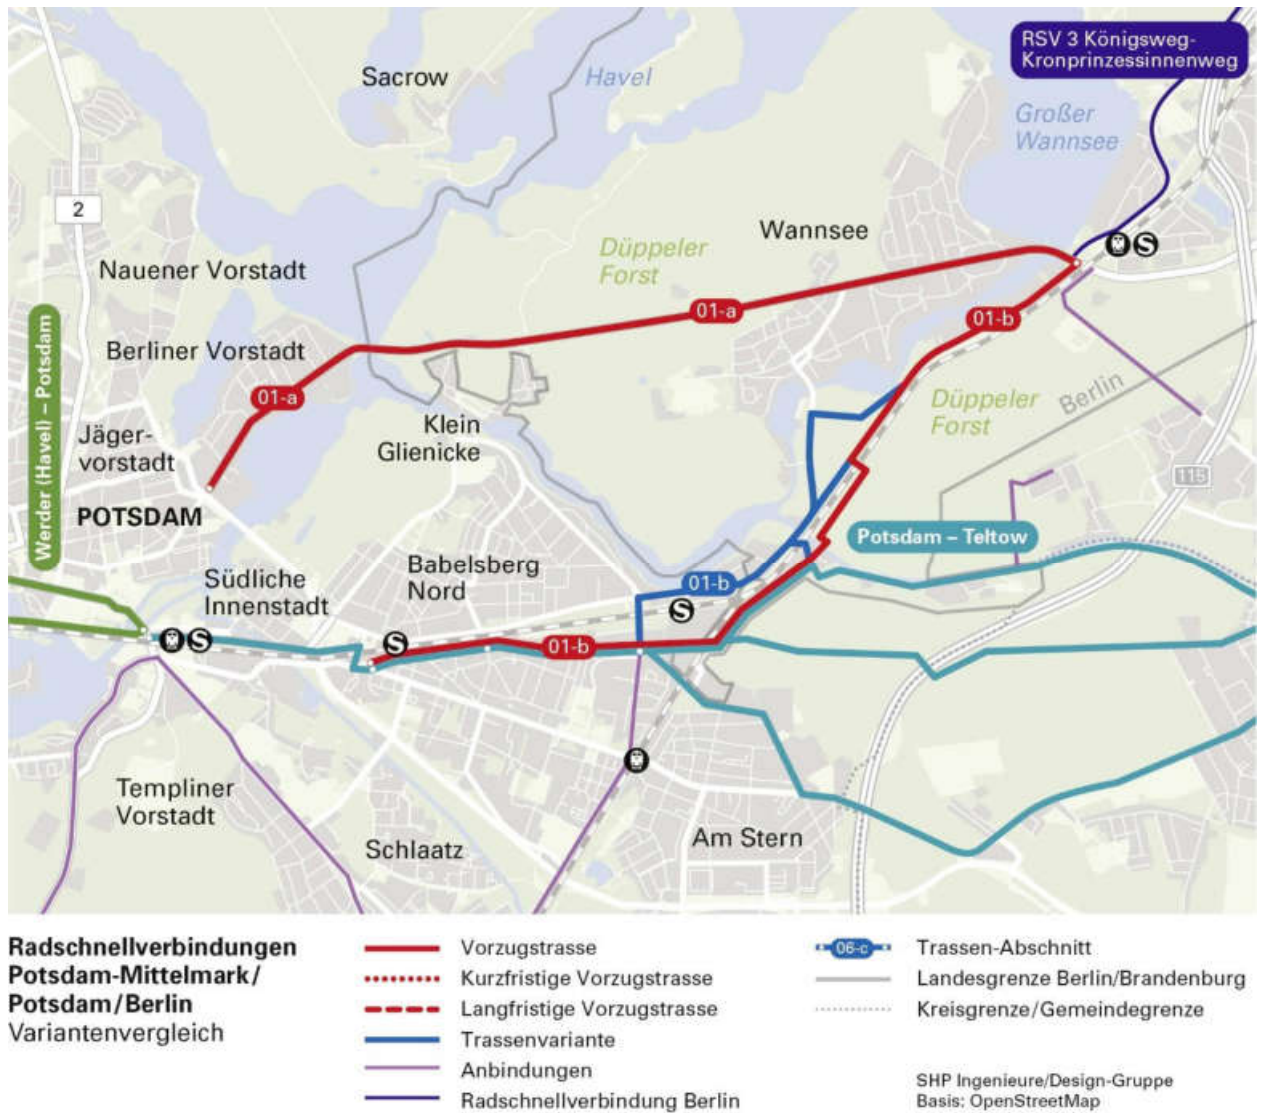 RSV 3 Königsweg-
Kronprinzessinnenweg
Sacrow
Havel
Großer
Wannsee
2
Wannsee
Düppeler
Forst
Nauener Vorstadt
S
01-a
01-b
Berliner Vorstadt
Werder (Havel) – Potsdam
01-a
Berlin
Düppeler
Forst
Klein
Glienicke
Jäger-
vorstadt
115
POTSDAM
Potsdam – Teltow
Babelsberg
Nord
Südliche
Innenstadt
01-b
S
S
S
01-b
Templiner
Vorstadt
Schlaatz
Am Stern
Radschnellverbindungen
Potsdam-Mittelmark/
Potsdam/Berlin
Variantenvergleich
Vorzugstrasse
Kurzfristige Vorzugstrasse
Langfristige Vorzugstrasse
Trassenvariante
Anbindungen
Radschnellverbindung Berlin
06-c
Trassen-Abschnitt
Landesgrenze Berlin/Brandenburg
Kreisgrenze/Gemeindegrenze
SHP Ingenieure/Design-Gruppe
Basis: OpenStreetMap